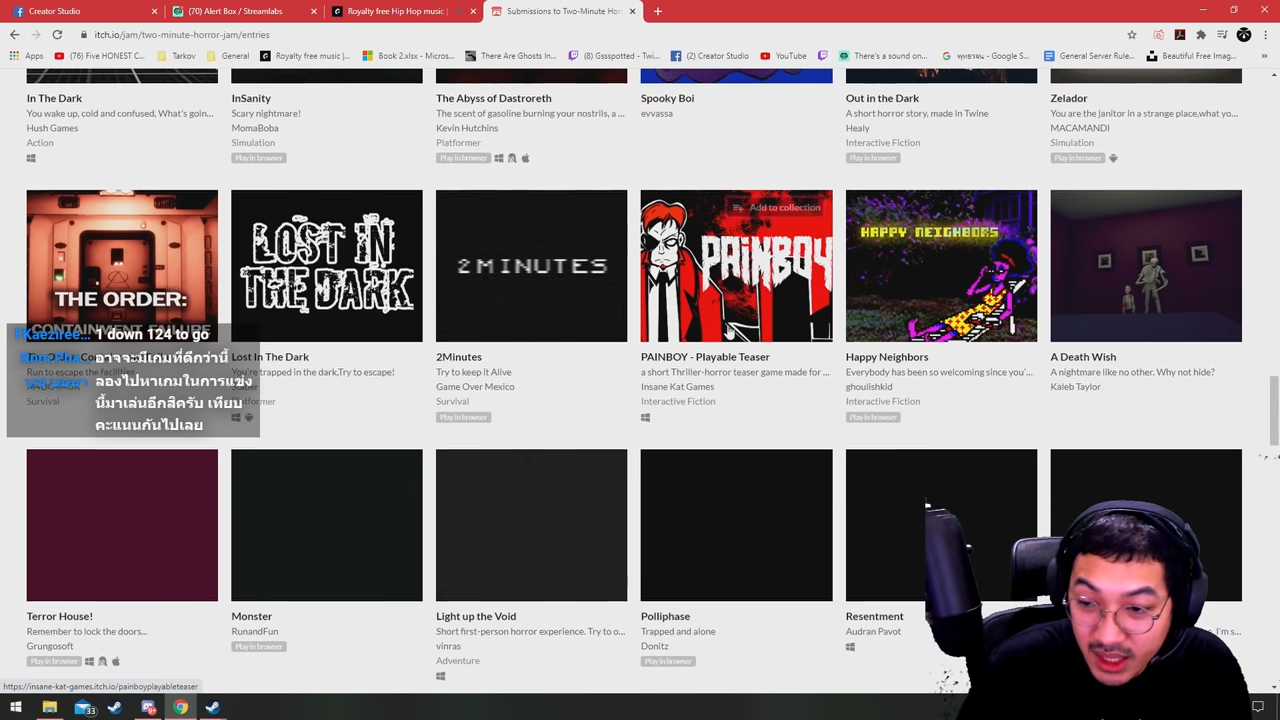 Creator Studio
(70) Alert Box / Streamlabs
Royalty free Hip Hop music |
Submissions to Two-Minute Hor
itch.io/jam/two-minute-horror-jam/entries
Apps
(76) Five HONEST C...
Tarkov
General
Royalty free music |...
Book 2.xlsx - Micros...
There Are Ghosts In...
(8) Gssspotted - Twi...
(2) Creator Studio
YouTube
There's a sound on...
General Server Rule...
Beautiful Free Imag...
In The Dark
InSanity
The Abyss of Dastroreth
Spooky Boi
Out in the Dark
Zelador
You wake up, cold and confused, What's goin...
Scary nightmare!
The scent of gasoline burning your nostrils, a ...
evvassa
A short horror story, made in Twine
You are the janitor in a strange place,what yo...
Hush Games
MomaBoba
Kevin Hutchins
Healy
MACAMANDI
Action
Simulation
Platformer
Interactive Fiction
Simulation
Play in browser
Play in browser
Play in browser
Play in browser
THE ORDER:
LOST IN
THE DARK
2 MINUTES
Add to collection
PAINBOY
HAPPY NEIGHBORS
1 down 124 to go
อาจจะมีเกมที่ดีกว่านี้
ลองไปหาเกมในการแข่ง
นี้มาเล่นอีกสิครับ เทียบ
คะแนนกันไปเลย
Lost In The Dark
2Minutes
PAINBOY - Playable Teaser
Happy Neighbors
A Death Wish
Run to escape the facilities
You're trapped in the dark,Try to escape!
Try to keep it Alive
a short Thriller-horror teaser game made for ...
Everybody has been so welcoming since you'...
A nightmare like no other. Why not hide?
Game Over Mexico
Insane Kat Games
ghoulishkid
Kaleb Taylor
Survival
Survival
Interactive Fiction
Interactive Fiction
Play in browser
Play in browser
Terror House!
Monster
Light up the Void
Polliphase
Resentment
Remember to lock the doors...
RunandFun
Short first-person horror experience. Try to o...
Trapped and alone
Audran Pavot
Grungosoft
vinras
Donitz
Play in browser
Play in browser
Adventure
Play in browser
https://insane-kat-games.itch.io/painboyplayableteaser
33